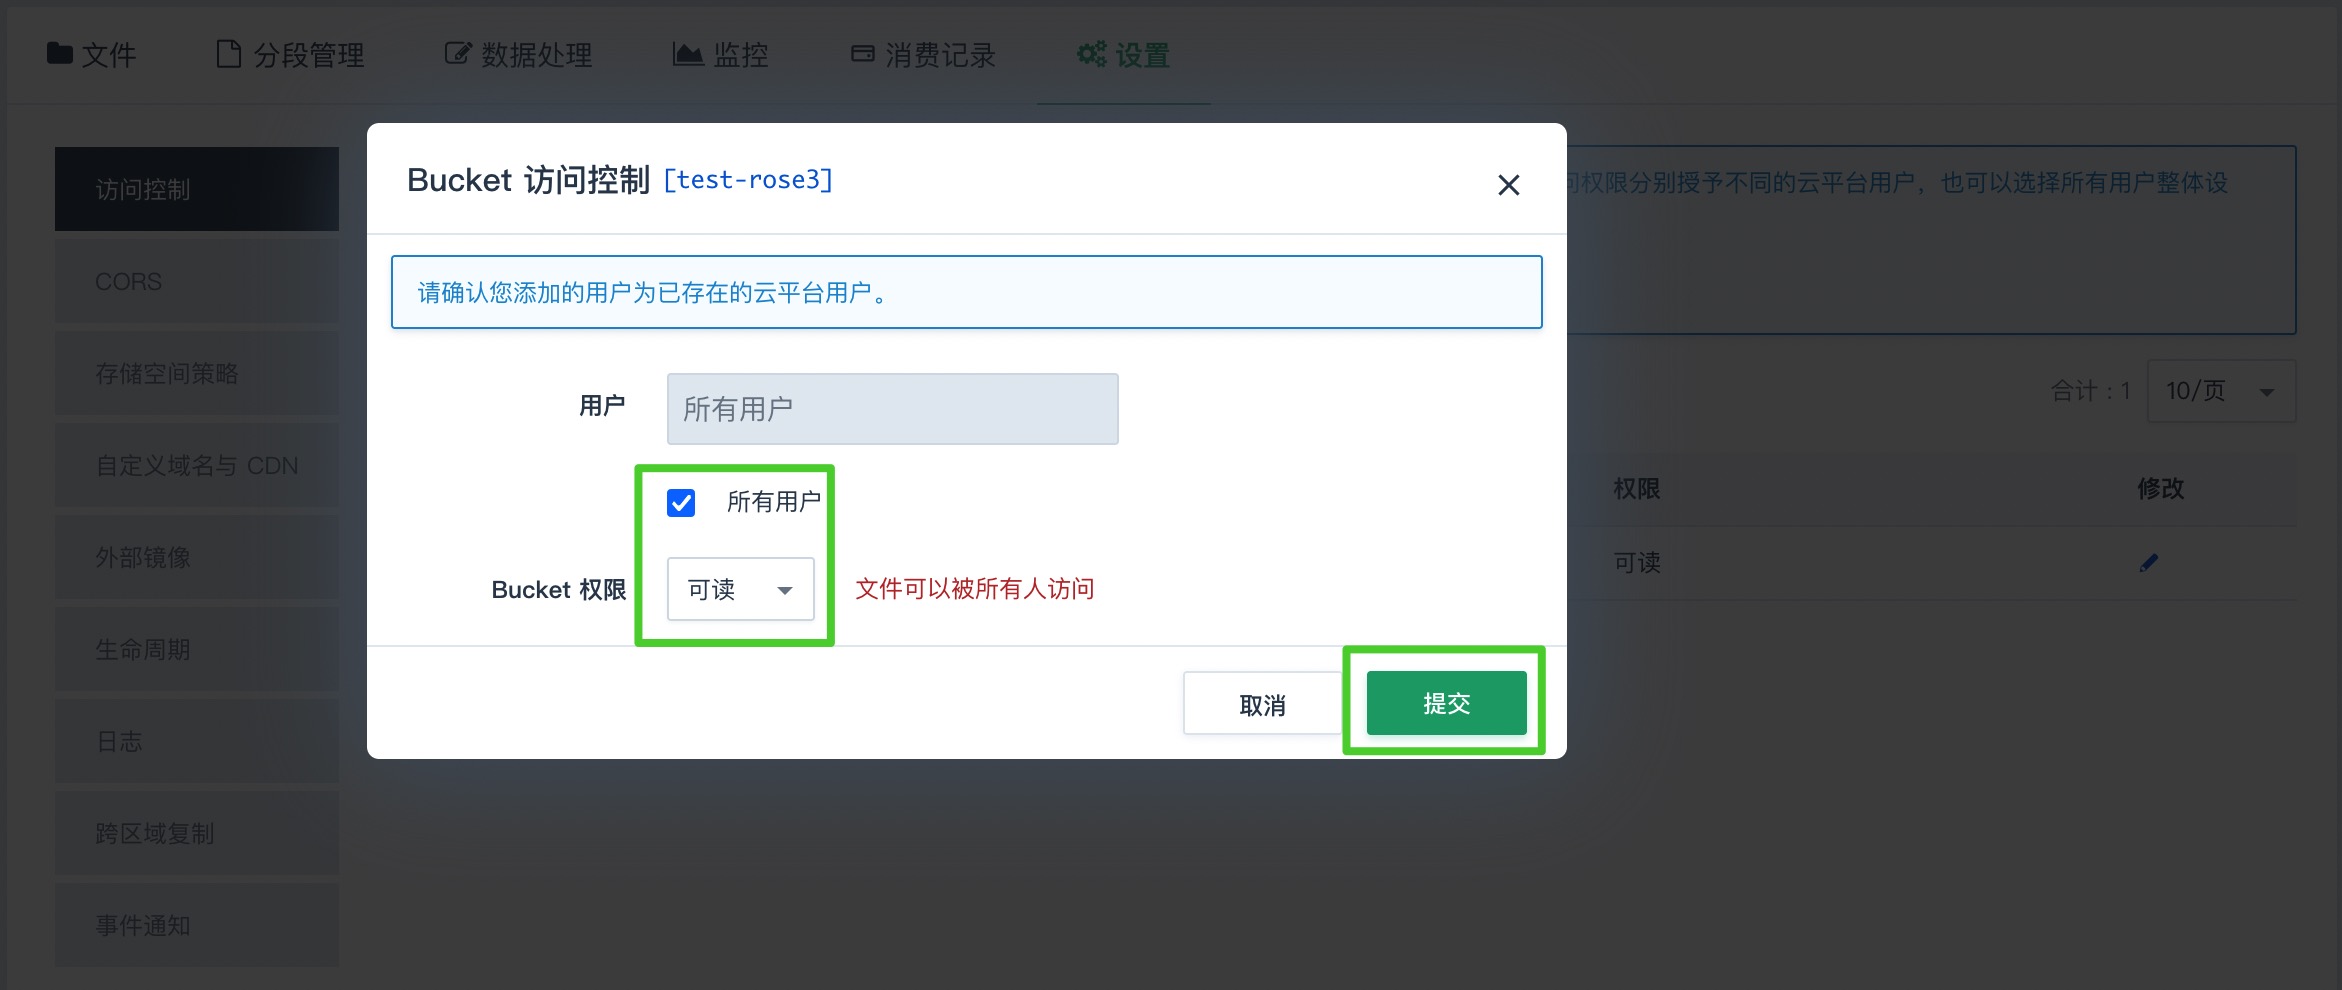 文件 分段管理 数据处理 监控 消费记录 设置
访问控制
CORS
存储空间策略
自定义域名与 CDN
外部镜像
生命周期
日志
跨区域复制
事件通知
Bucket 访问控制 [test-rose3]
请确认您添加的用户为已存在的云平台用户。
用户 所有用户
所有用户
Bucket 权限 可读 文件可以被所有人访问
取消 提交
问权限分别授予不同的云平台用户，也可以选择所有用户整体设
合计：1 10/页
权限 修改
可读